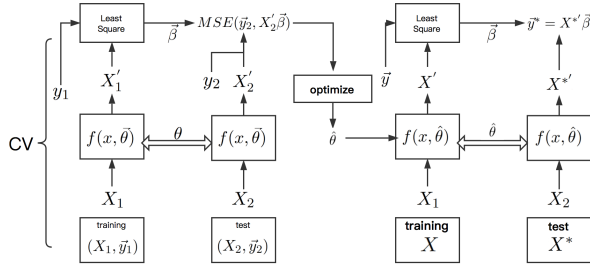 Least
Square
β⃗
MSE(y⃗₂, X₂′β⃗)
y₁
X₁′
y₂
X₂′
CV
f(x, θ⃗)
θ
f(x, θ⃗)
X₁
X₂
training
(X₁, y⃗₁)
test
(X₂, y⃗₂)
optimize
θ̂
Least
Square
β⃗
y⃗* = X*′β⃗
y⃗
X′
X*′
f(x, θ̂)
θ̂
f(x, θ̂)
X₁
X₂
training
X
test
X*